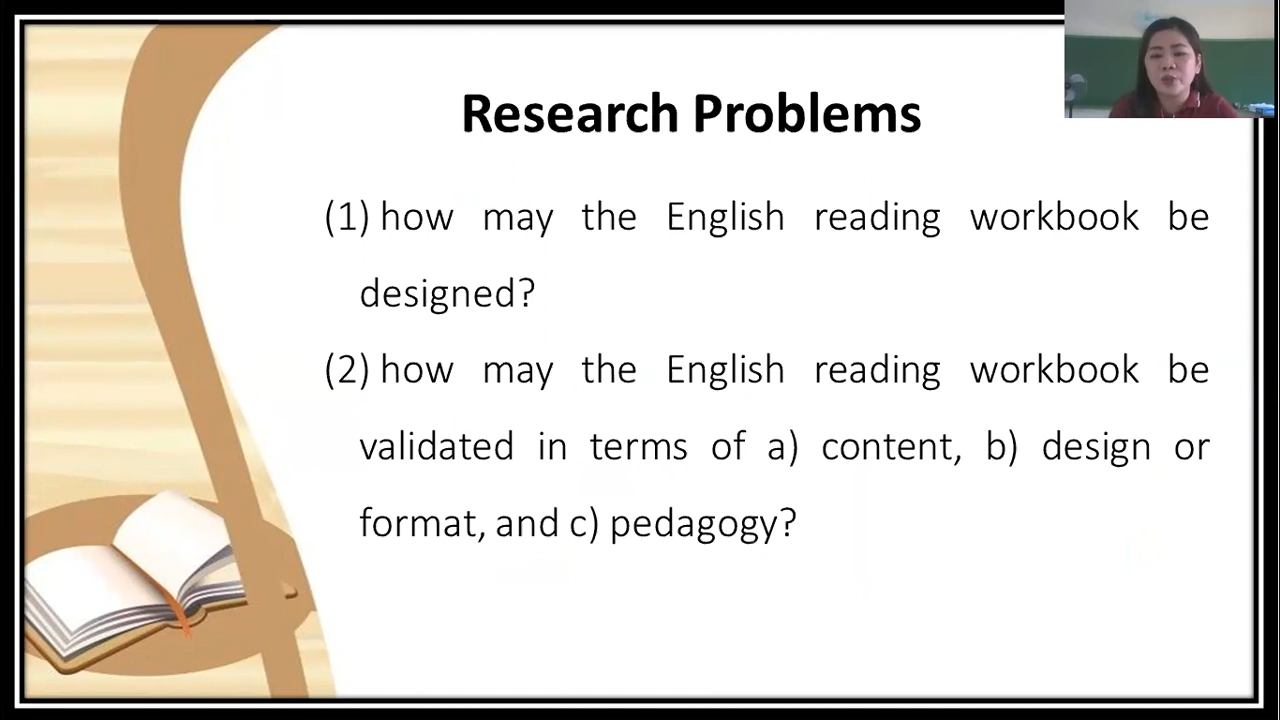 Research Problems
(1) how may the English reading workbook be
designed?
(2) how may the English reading workbook be
validated in terms of a) content, b) design or
format, and c) pedagogy?